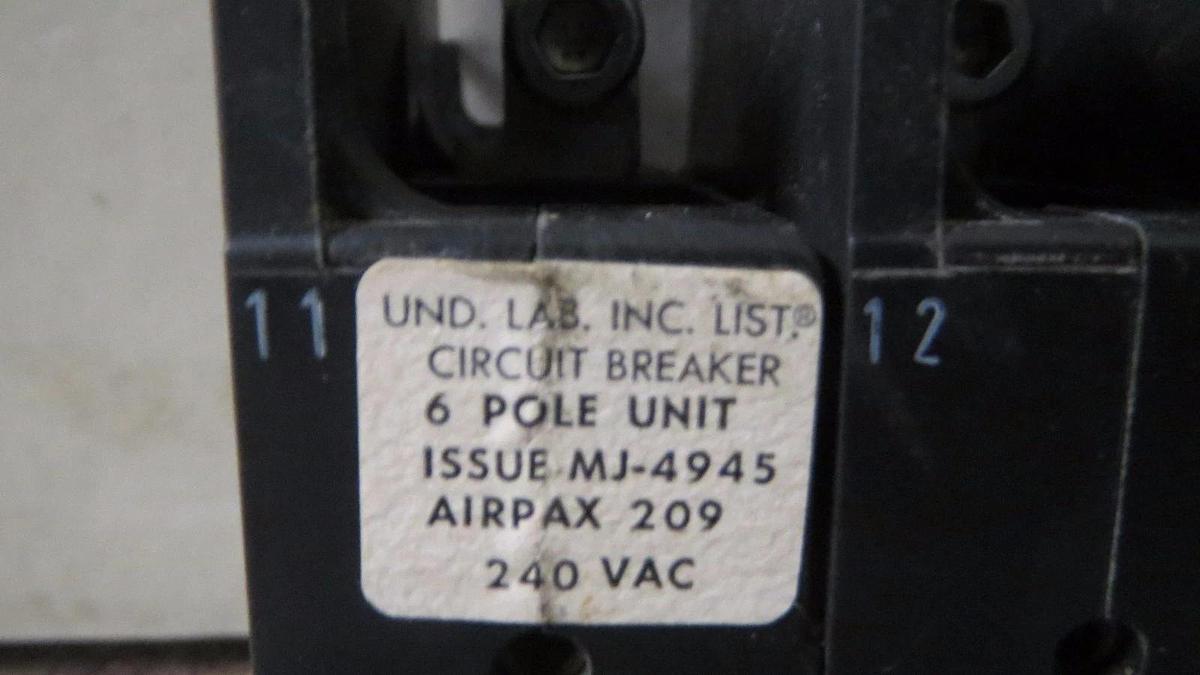 11
UND. LAB. INC. LIST.®
CIRCUIT BREAKER
6 POLE UNIT
ISSUE MJ-4945
AIRPAX 209
240 VAC
12